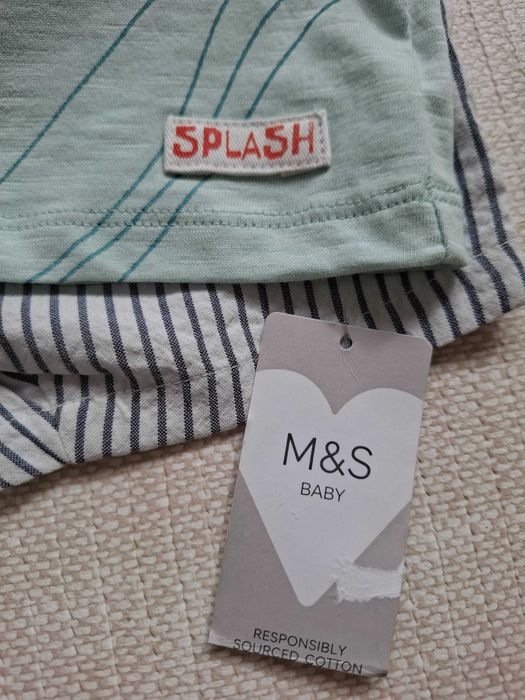 SPLASH
M&S
BABY
RESPONSIBLY
SOURCED COTTON